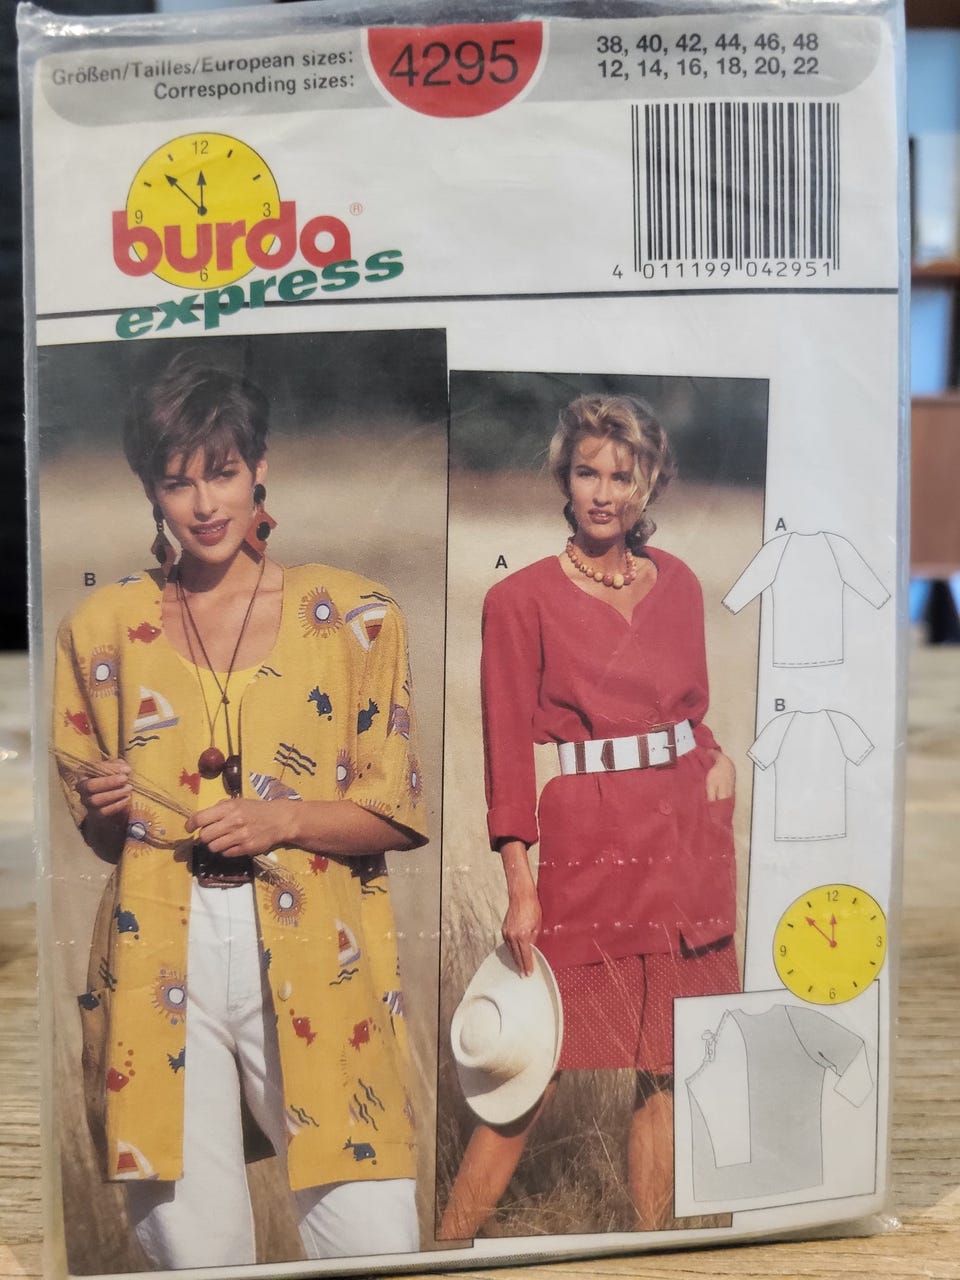 Größen/Tailles/European sizes:
Corresponding sizes:
4295
38, 40, 42, 44, 46, 48
12, 14, 16, 18, 20, 22
12
9
3
6
burda®
express
4 011199 042951
B
A
A
B
12
9
3
6